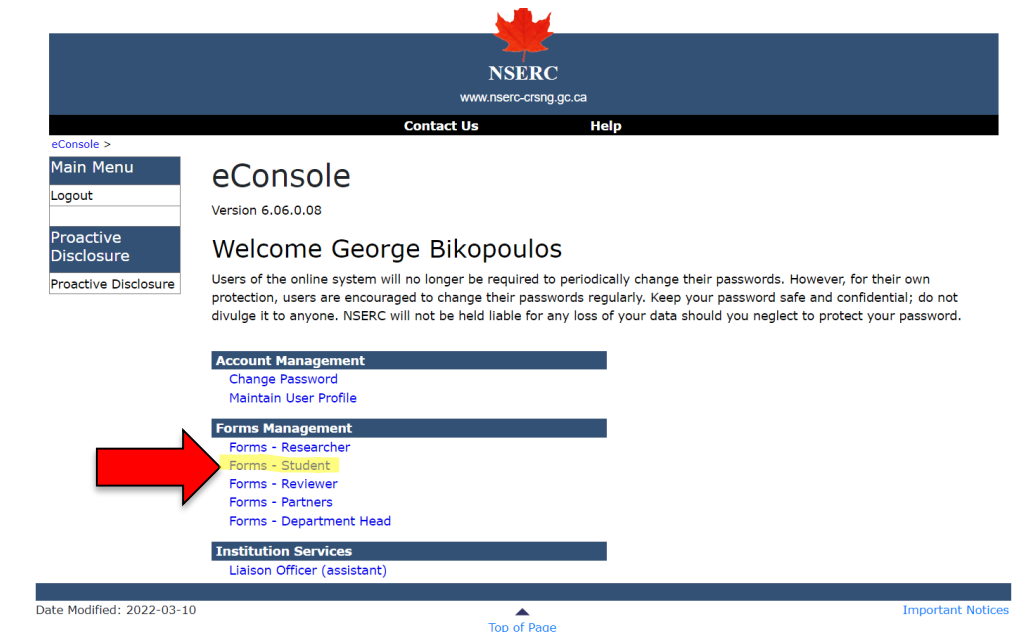 NSERC
www.nserc-crsng.gc.ca
Contact Us Help
eConsole >
Main Menu
Logout
Proactive
Disclosure
Proactive Disclosure
eConsole
Version 6.06.0.08
Welcome George Bikopoulos
Users of the online system will no longer be required to periodically change their passwords. However, for their own
protection, users are encouraged to change their passwords regularly. Keep your password safe and confidential; do not
divulge it to anyone. NSERC will not be held liable for any loss of your data should you neglect to protect your password.
Account Management
Change Password
Maintain User Profile
Forms Management
Forms - Researcher
Forms - Student
Forms - Reviewer
Forms - Partners
Forms - Department Head
Institution Services
Liaison Officer (assistant)
Date Modified: 2022-03-10
Top of Page
Important Notices